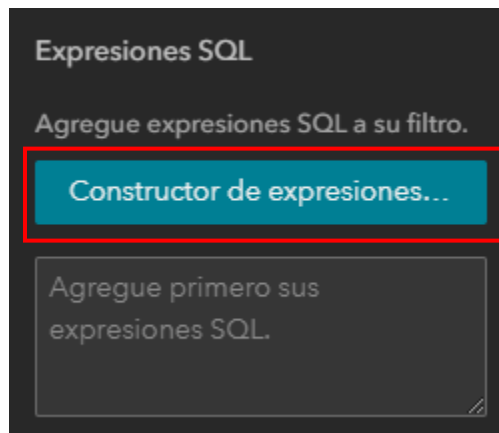 Expresiones SQL
Agregue expresiones SQL a su filtro.
Constructor de expresiones...
Agregue primero sus
expresiones SQL.